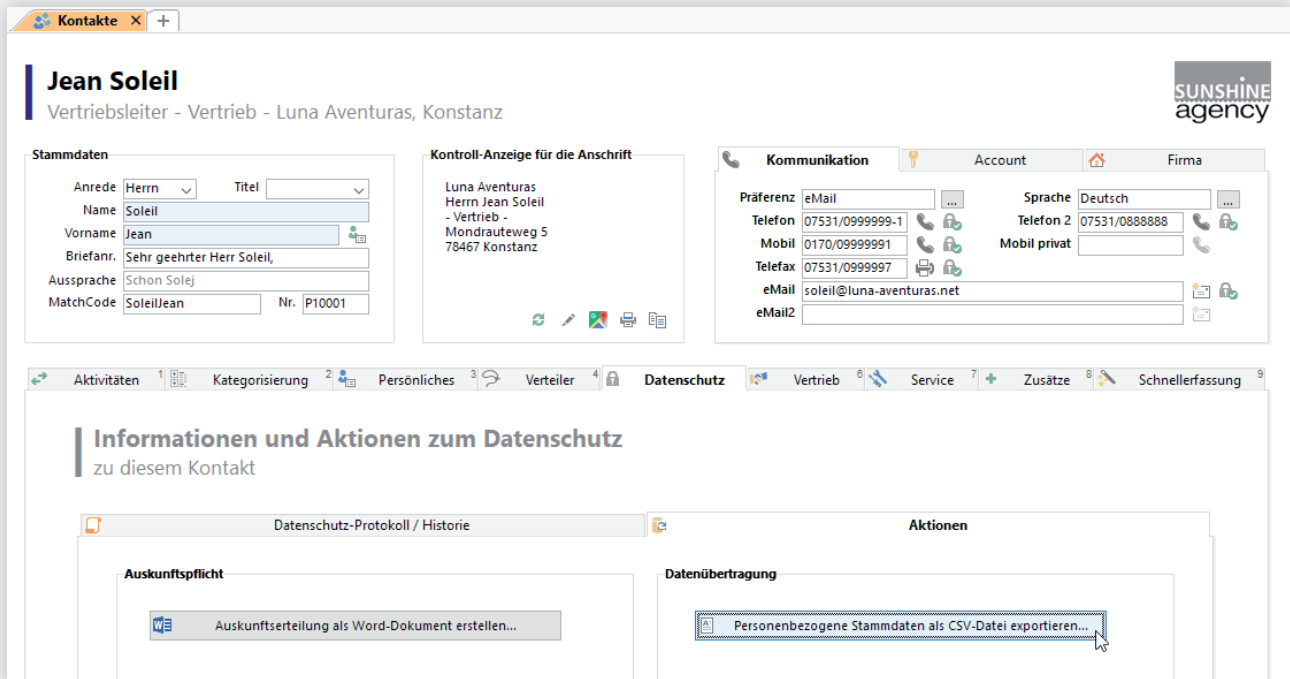 Kontakte
Jean Soleil
Vertriebsleiter - Vertrieb - Luna Aventuras, Konstanz
SUNSHINE
agency
Stammdaten
Anrede Herrn Titel
Name Soleil
Vorname Jean
Briefanr. Sehr geehrter Herr Soleil,
Aussprache Schon Solej
MatchCode SoleilJean Nr. P10001
Kontroll-Anzeige für die Anschrift
Luna Aventuras
Herrn Jean Soleil
- Vertrieb -
Mondrauteweg 5
78467 Konstanz
Kommunikation Account Firma
Präferenz eMail ... Sprache Deutsch ...
Telefon 07531/0999999-1 Telefon 2 07531/0888888
Mobil 0170/09999991 Mobil privat
Telefax 07531/0999997
eMail soleil@luna-aventuras.net
eMail2
Aktivitäten 1 Kategorisierung 2 Persönliches 3 Verteiler 4 Datenschutz Vertrieb 6 Service 7 Zusätze 8 Schnellerfassung 9
Informationen und Aktionen zum Datenschutz
zu diesem Kontakt
Datenschutz-Protokoll / Historie Aktionen
Auskunftspflicht
Auskunftserteilung als Word-Dokument erstellen...
Datenübertragung
Personenbezogene Stammdaten als CSV-Datei exportieren...